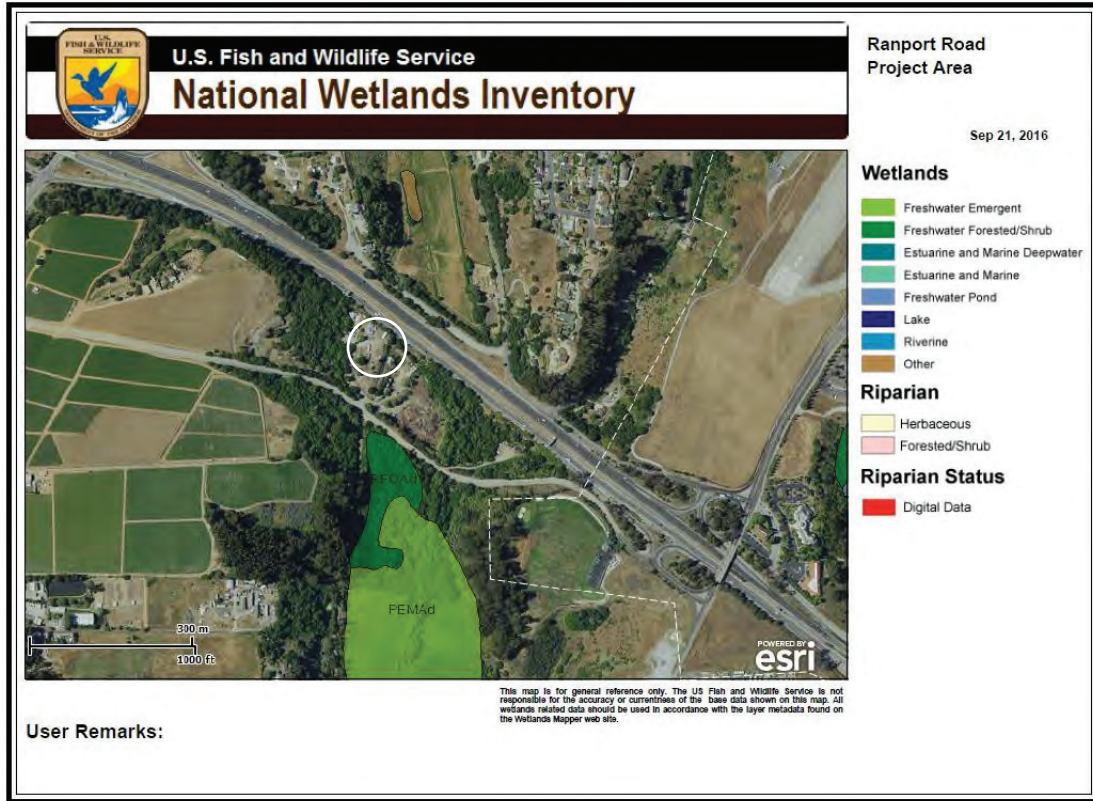 U.S.
FISH & WILDLIFE
SERVICE
U.S. Fish and Wildlife Service
National Wetlands Inventory
Ranport Road
Project Area
Sep 21, 2016
Wetlands
Freshwater Emergent
Freshwater Forested/Shrub
Estuarine and Marine Deepwater
Estuarine and Marine
Freshwater Pond
Lake
Riverine
Other
Riparian
Herbaceous
Forested/Shrub
Riparian Status
Digital Data
PEMAd
300 m
1000 ft
POWERED BY
esri
This map is for general reference only. The US Fish and Wildlife Service is not
responsible for the accuracy or currentness of the base data shown on this map. All
wetlands related data should be used in accordance with the layer metadata found on
the Wetlands Mapper web site.
User Remarks: